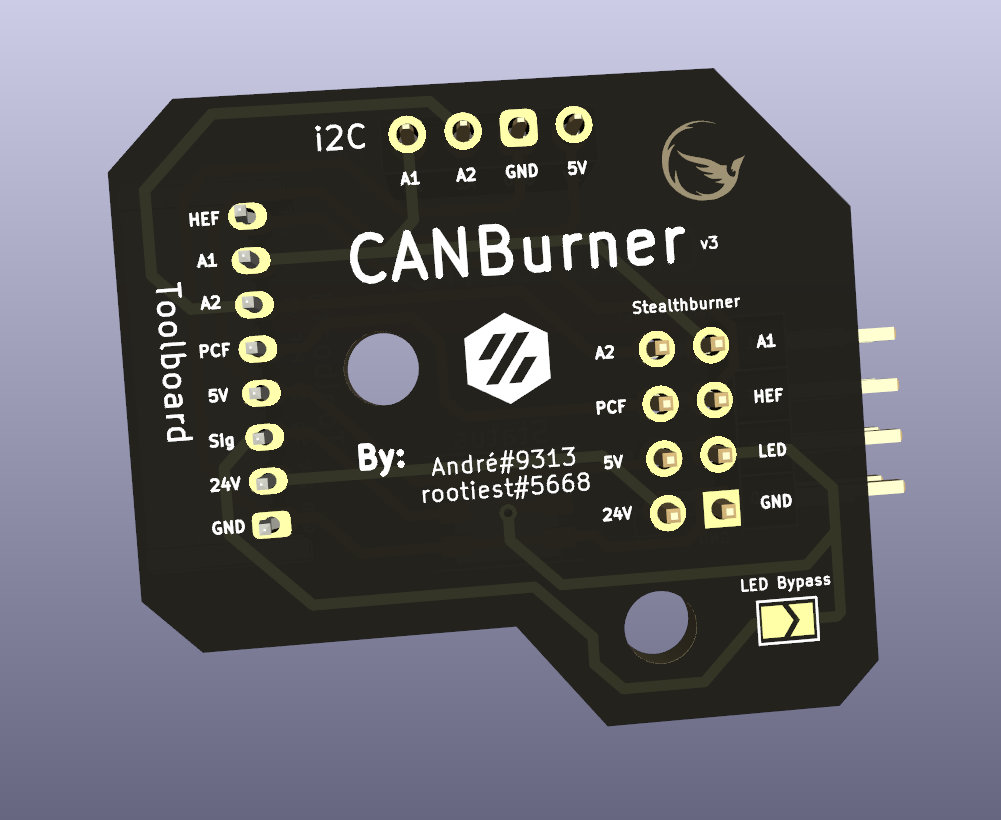 i2C
A1 A2 GND 5V
HEF
A1
A2
PCF
5V
Sig
24V
GND
Toolboard
CANBurner v3
Stealthburner
A2 A1
PCF HEF
5V LED
24V GND
By: André#9313
rootiest#5668
LED Bypass